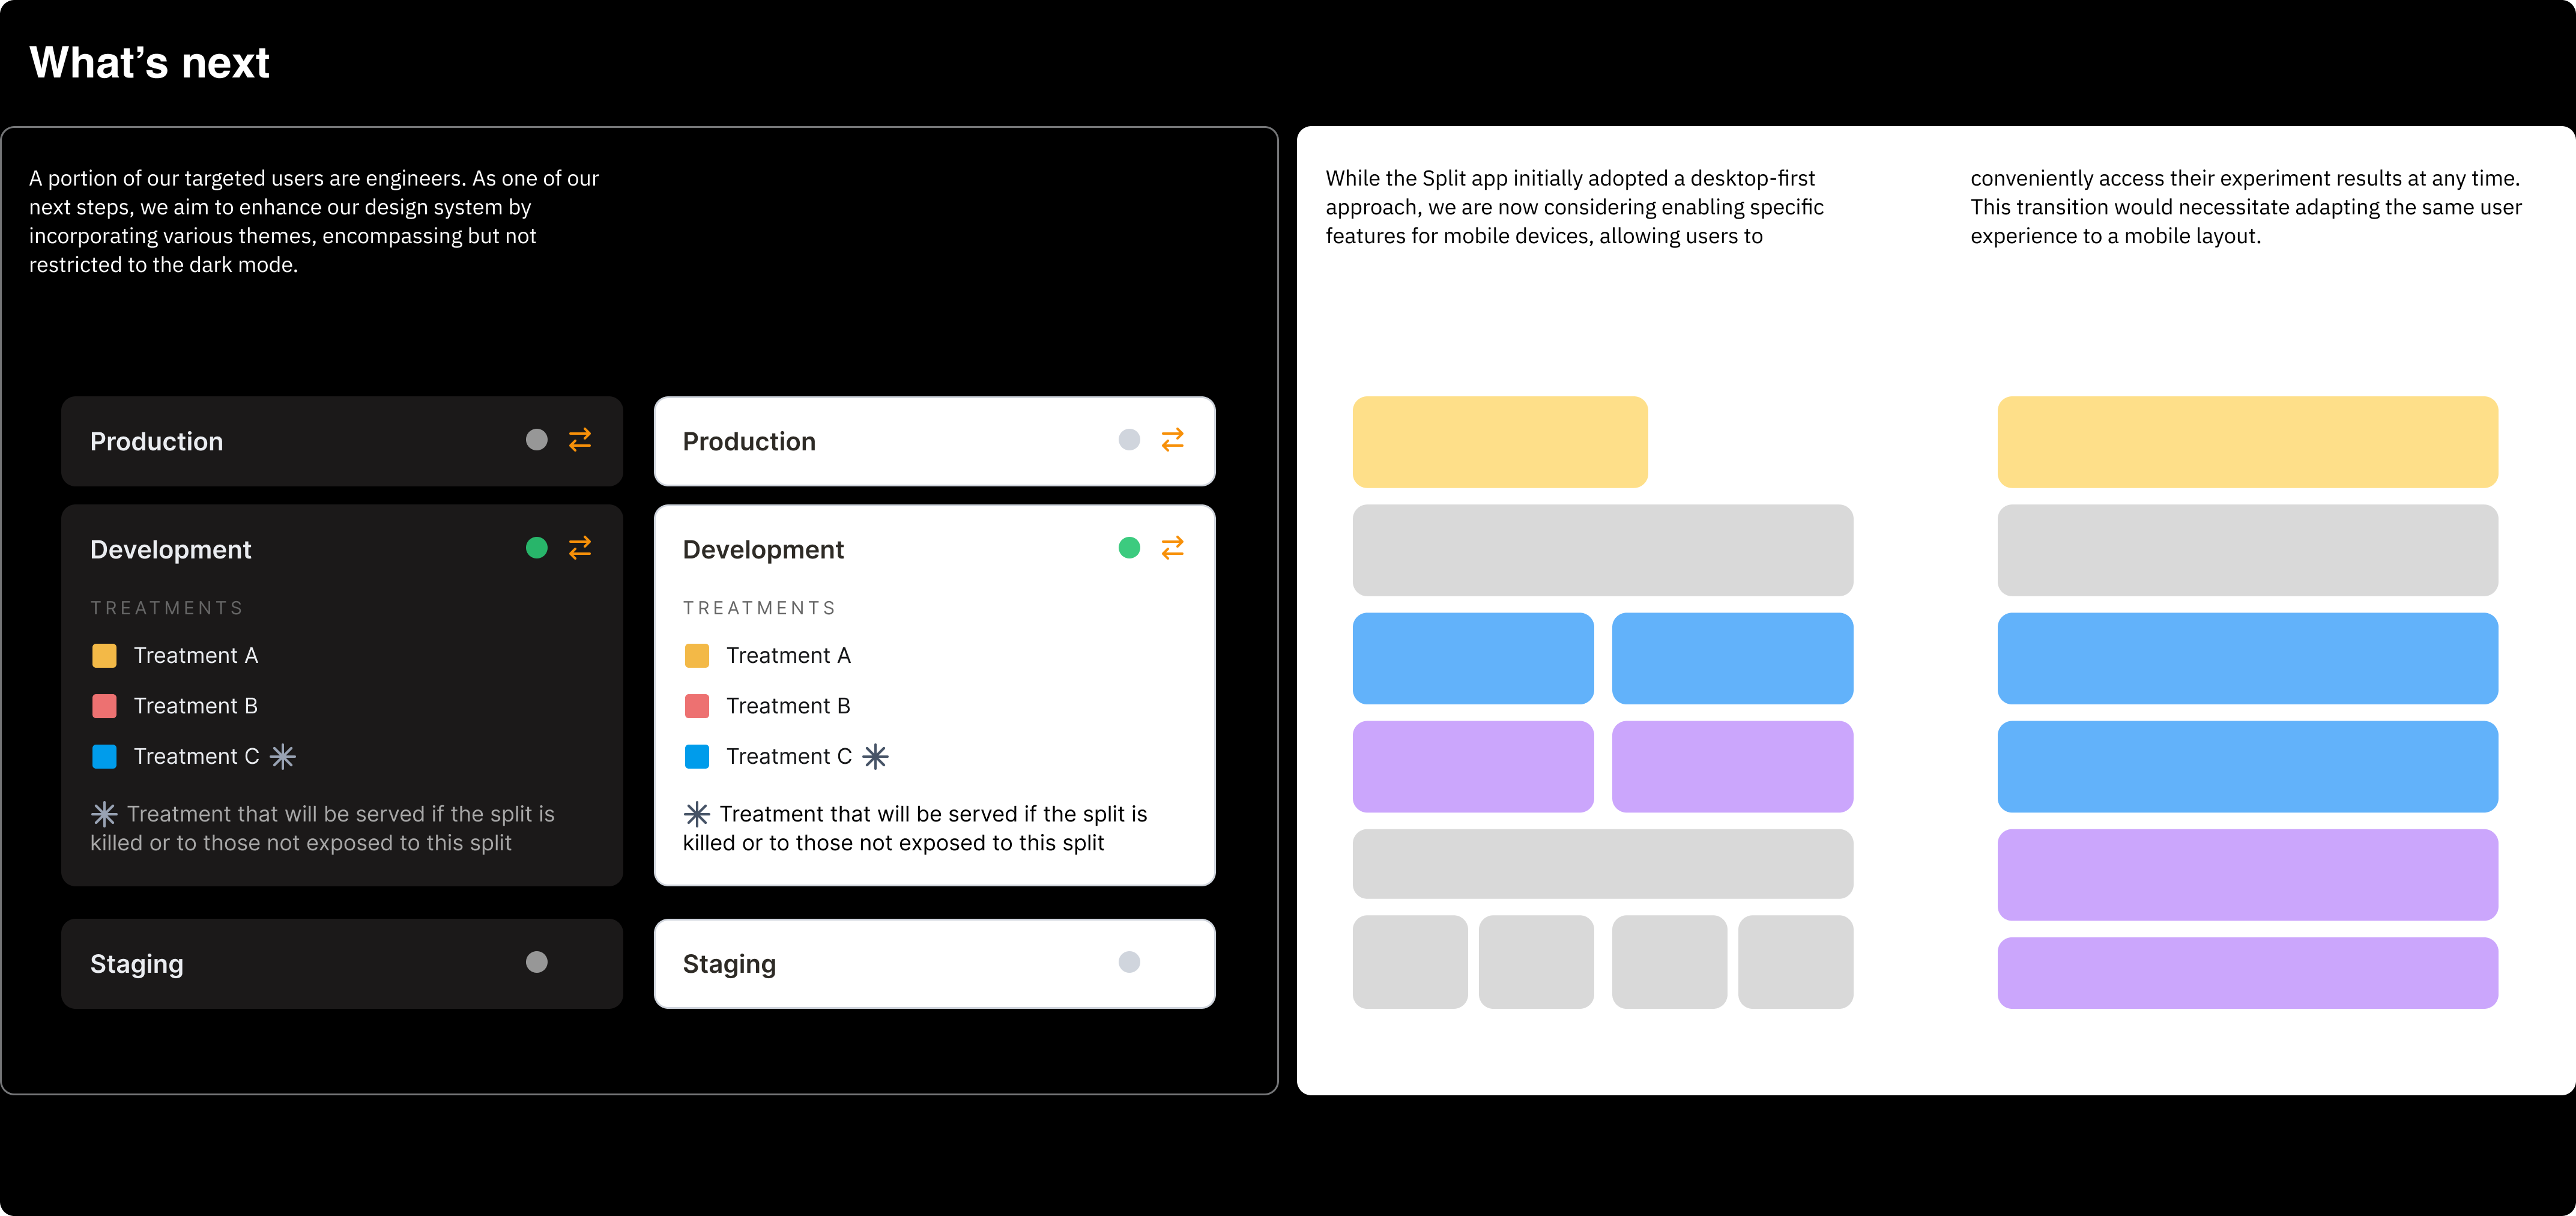 What’s next
A portion of our targeted users are engineers. As one of our
next steps, we aim to enhance our design system by
incorporating various themes, encompassing but not
restricted to the dark mode.
Production
Development
TREATMENTS
Treatment A
Treatment B
Treatment C
Treatment that will be served if the split is
killed or to those not exposed to this split
Staging
Production
Development
TREATMENTS
Treatment A
Treatment B
Treatment C
Treatment that will be served if the split is
killed or to those not exposed to this split
Staging
While the Split app initially adopted a desktop-first
approach, we are now considering enabling specific
features for mobile devices, allowing users to
conveniently access their experiment results at any time.
This transition would necessitate adapting the same user
experience to a mobile layout.